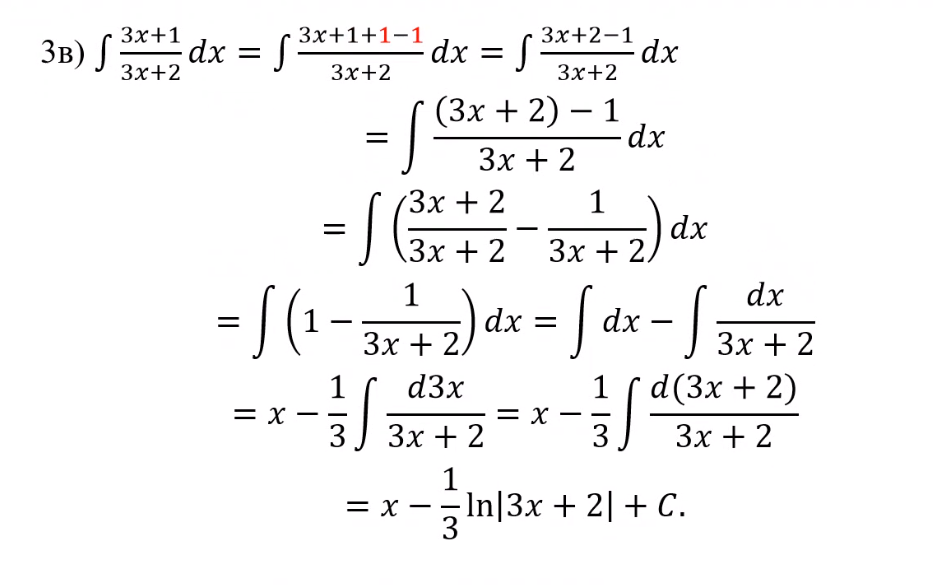 3в) ∫ (3x+1)/(3x+2) dx = ∫ (3x+1+1−1)/(3x+2) dx = ∫ (3x+2−1)/(3x+2) dx
= ∫ ((3x + 2) − 1)/(3x + 2) dx
= ∫ ((3x + 2)/(3x + 2) − 1/(3x + 2)) dx
= ∫ (1 − 1/(3x + 2)) dx = ∫ dx − ∫ dx/(3x + 2)
= x − 1/3 ∫ d3x/(3x + 2) = x − 1/3 ∫ d(3x + 2)/(3x + 2)
= x − 1/3 ln|3x + 2| + C.